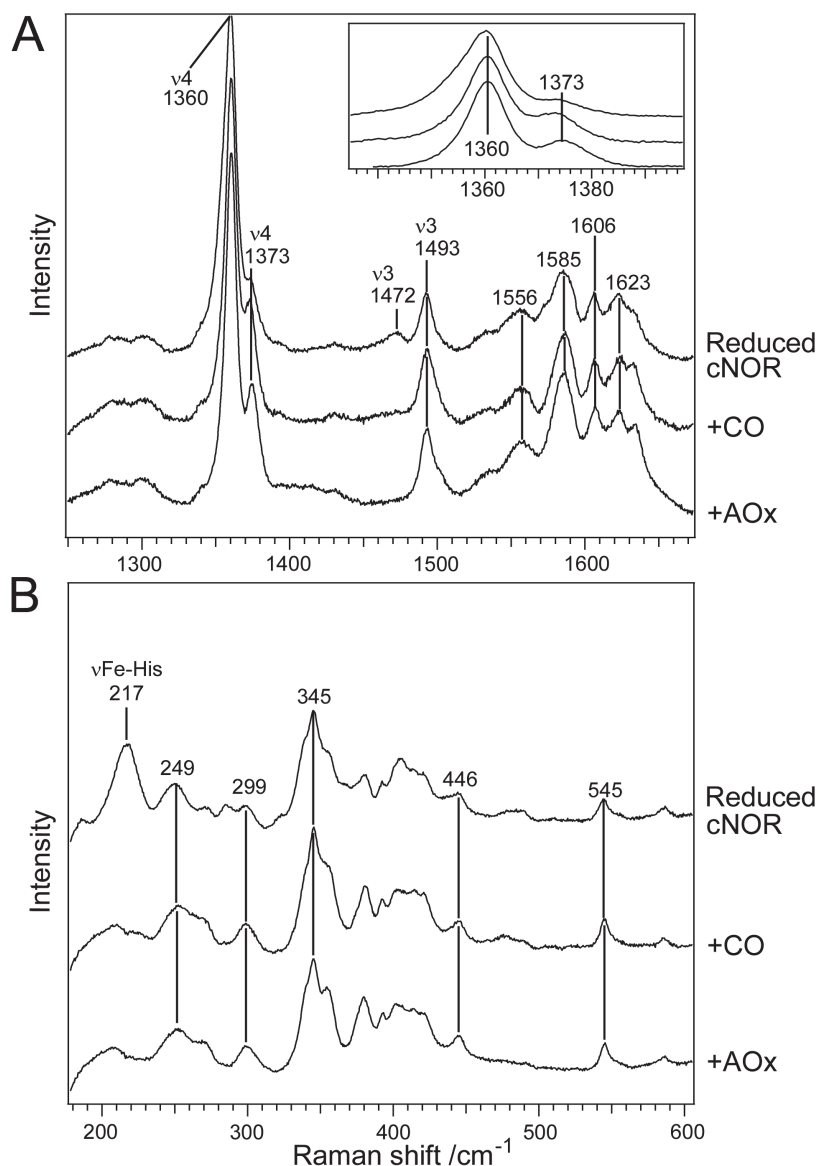 A
ν4
1360
1373
1360
1360
1380
ν4
1373
ν3
1472
ν3
1493
1556
1585
1606
1623
Intensity
Reduced
cNOR
+CO
+AOx
1300
1400
1500
1600
B
νFe-His
217
249
299
345
446
545
Intensity
Reduced
cNOR
+CO
+AOx
200
300
400
500
600
Raman shift /cm-1